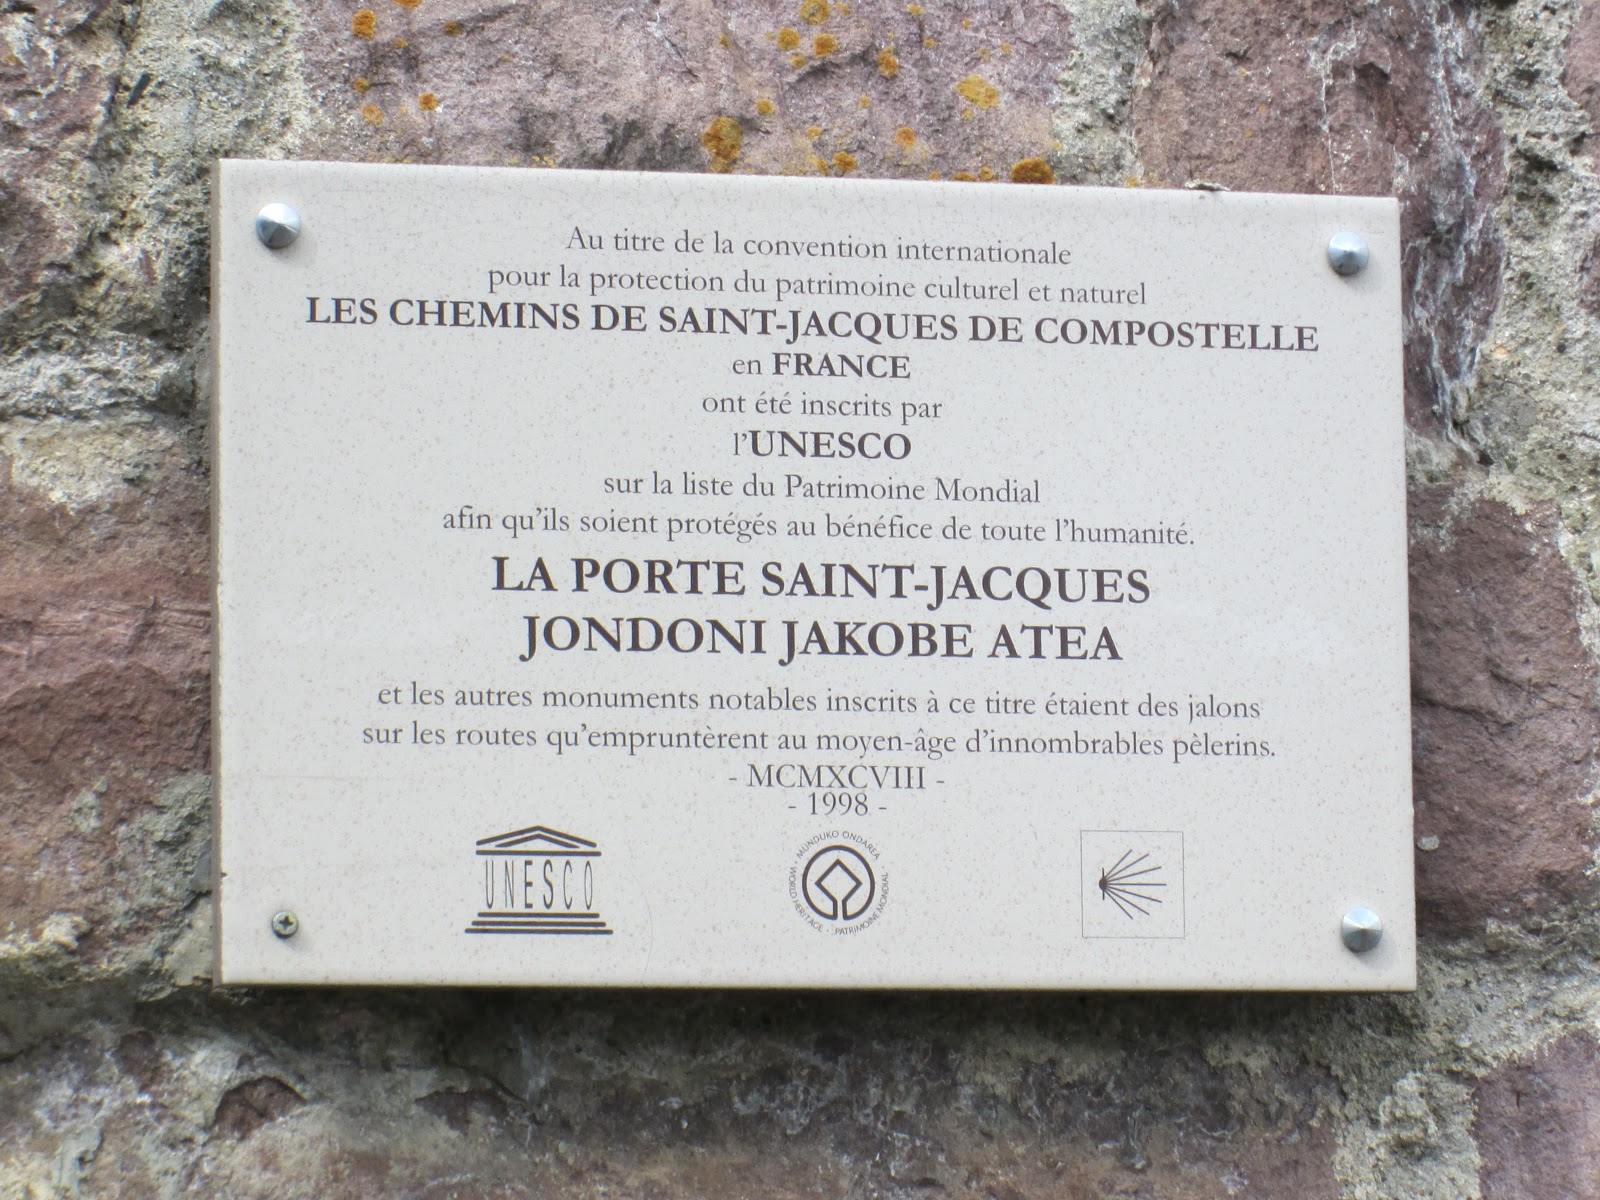 Au titre de la convention internationale
pour la protection du patrimoine culturel et naturel
LES CHEMINS DE SAINT-JACQUES DE COMPOSTELLE
en FRANCE
ont été inscrits par
l'UNESCO
sur la liste du Patrimoine Mondial
afin qu'ils soient protégés au bénéfice de toute l'humanité.
LA PORTE SAINT-JACQUES
JONDONI JAKOBE ATEA
et les autres monuments notables inscrits à ce titre étaient des jalons
sur les routes qu'empruntèrent au moyen-âge d'innombrables pèlerins.
- MCMXCVIII -
- 1998 -
UNESCO
MUNDUKO ONDAREA • WORLD HERITAGE • PATRIMOINE MONDIAL •